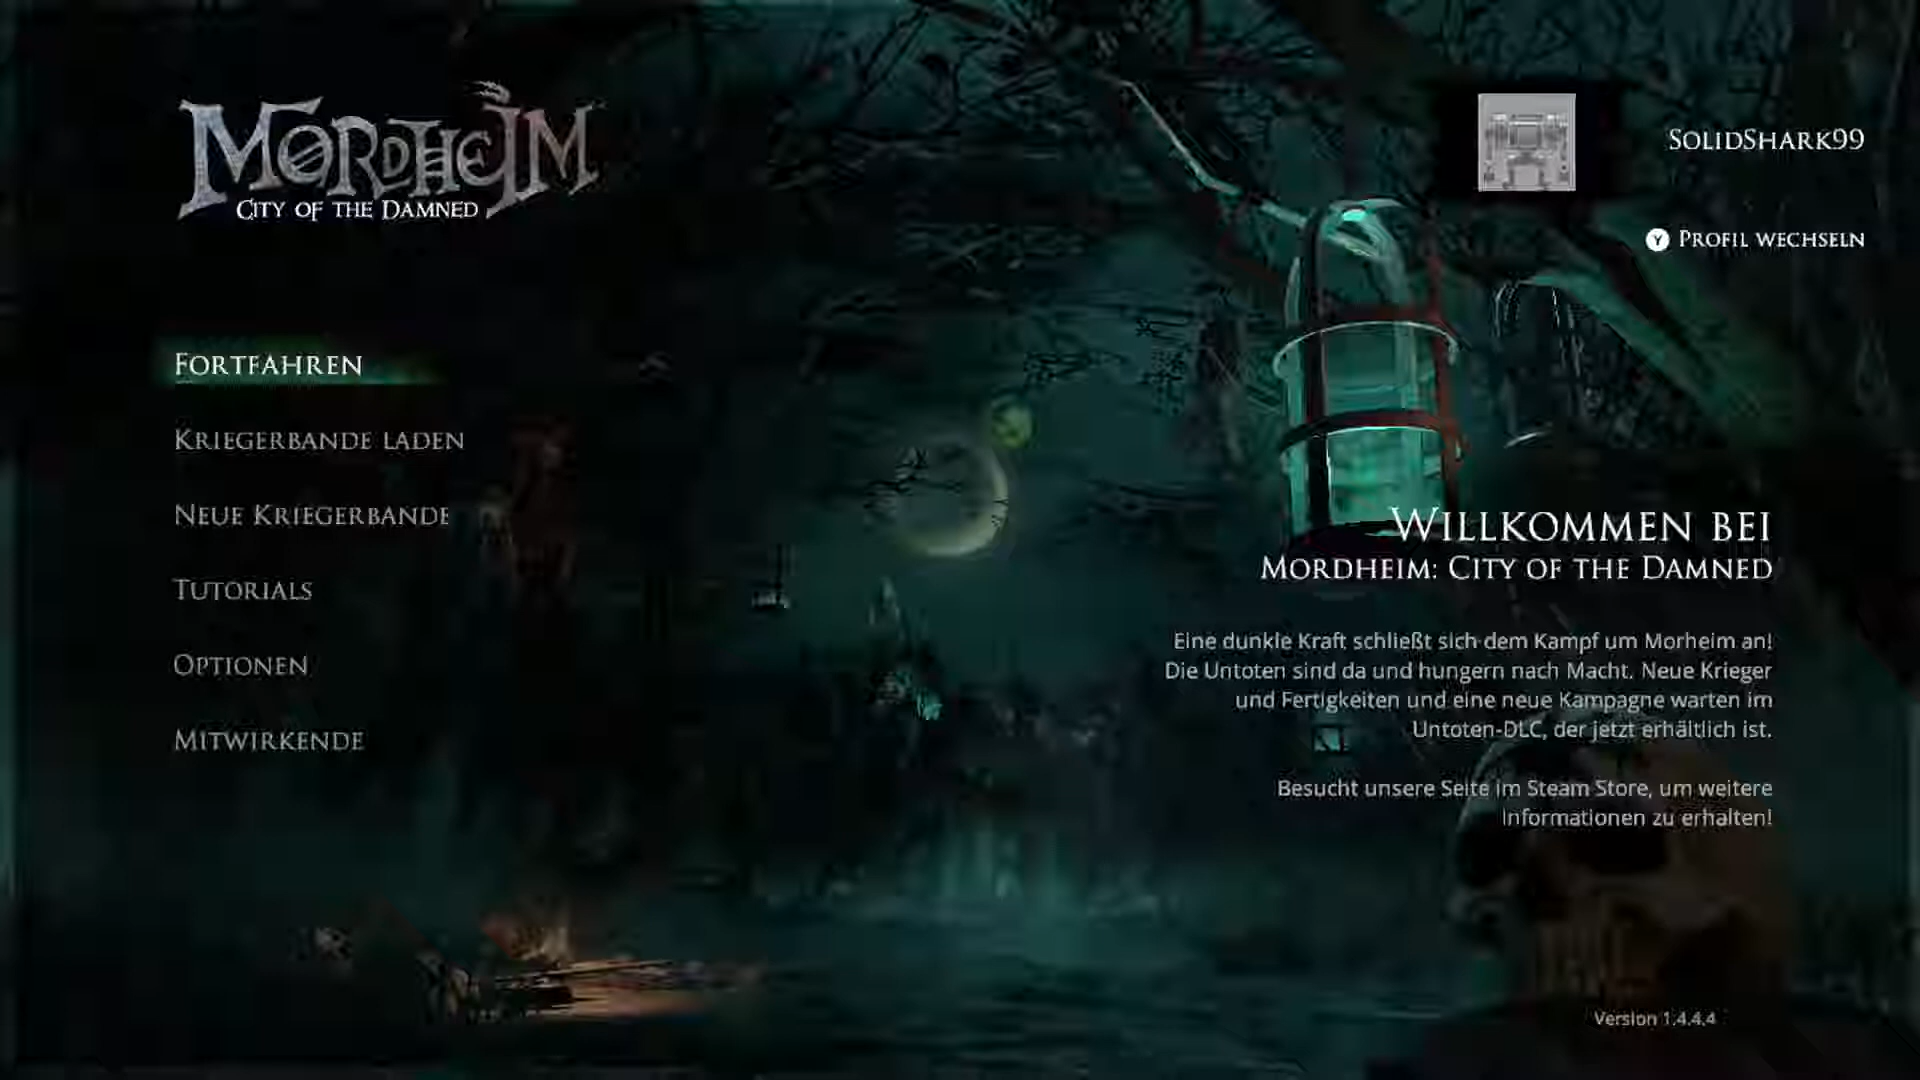 MORDHEIM
CITY OF THE DAMNED
SOLIDSHARK99
Y PROFIL WECHSELN
FORTFAHREN
KRIEGERBANDE LADEN
NEUE KRIEGERBANDE
TUTORIALS
OPTIONEN
MITWIRKENDE
WILLKOMMEN BEI
MORDHEIM: CITY OF THE DAMNED
Eine dunkle Kraft schließt sich dem Kampf um Morheim an!
Die Untoten sind da und hungern nach Macht. Neue Krieger
und Fertigkeiten und eine neue Kampagne warten im
Untoten-DLC, der jetzt erhältlich ist.
Besucht unsere Seite im Steam Store, um weitere
Informationen zu erhalten!
Version 1.4.4.4